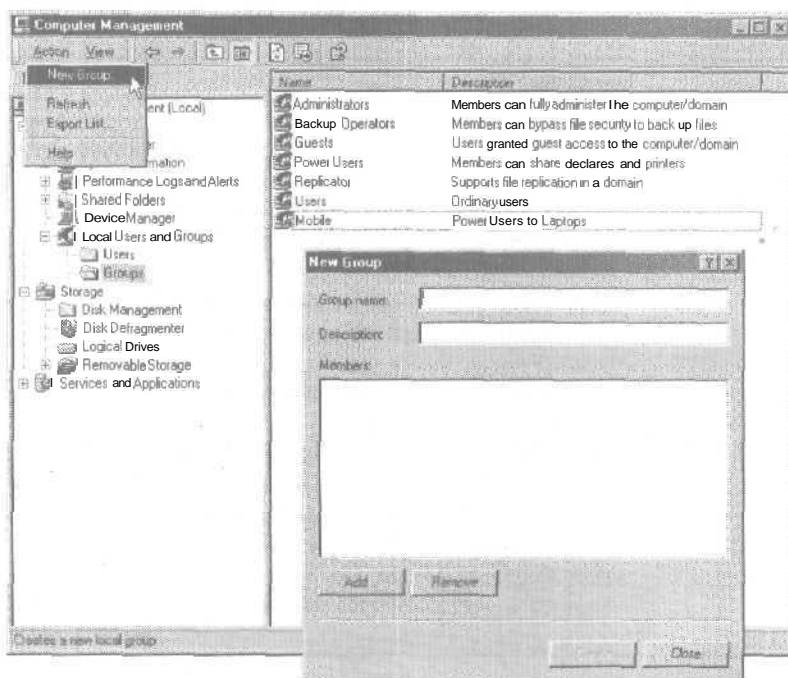 Computer Management
Action View
New Group...
Refresh
Export List...
Help
ent (Local)
er
mation
Performance Logs and Alerts
Shared Folders
Device Manager
Local Users and Groups
Users
Groups
Storage
Disk Management
Disk Defragmenter
Logical Drives
Removable Storage
Services and Applications
Name Description
Administrators Members can fully administer Ihe computer/domain
Backup Operators Members can bypass file security to back up files
Guests Users granted guest access to the computer/domain
Power Users Members can share declares and printers
Replicator Supports file replication in a domain
Users Ordinary users
Mobile Power Users to Laptops
New Group
Group name:
Description:
Members:
Add Remove
Close
Creates a new local group